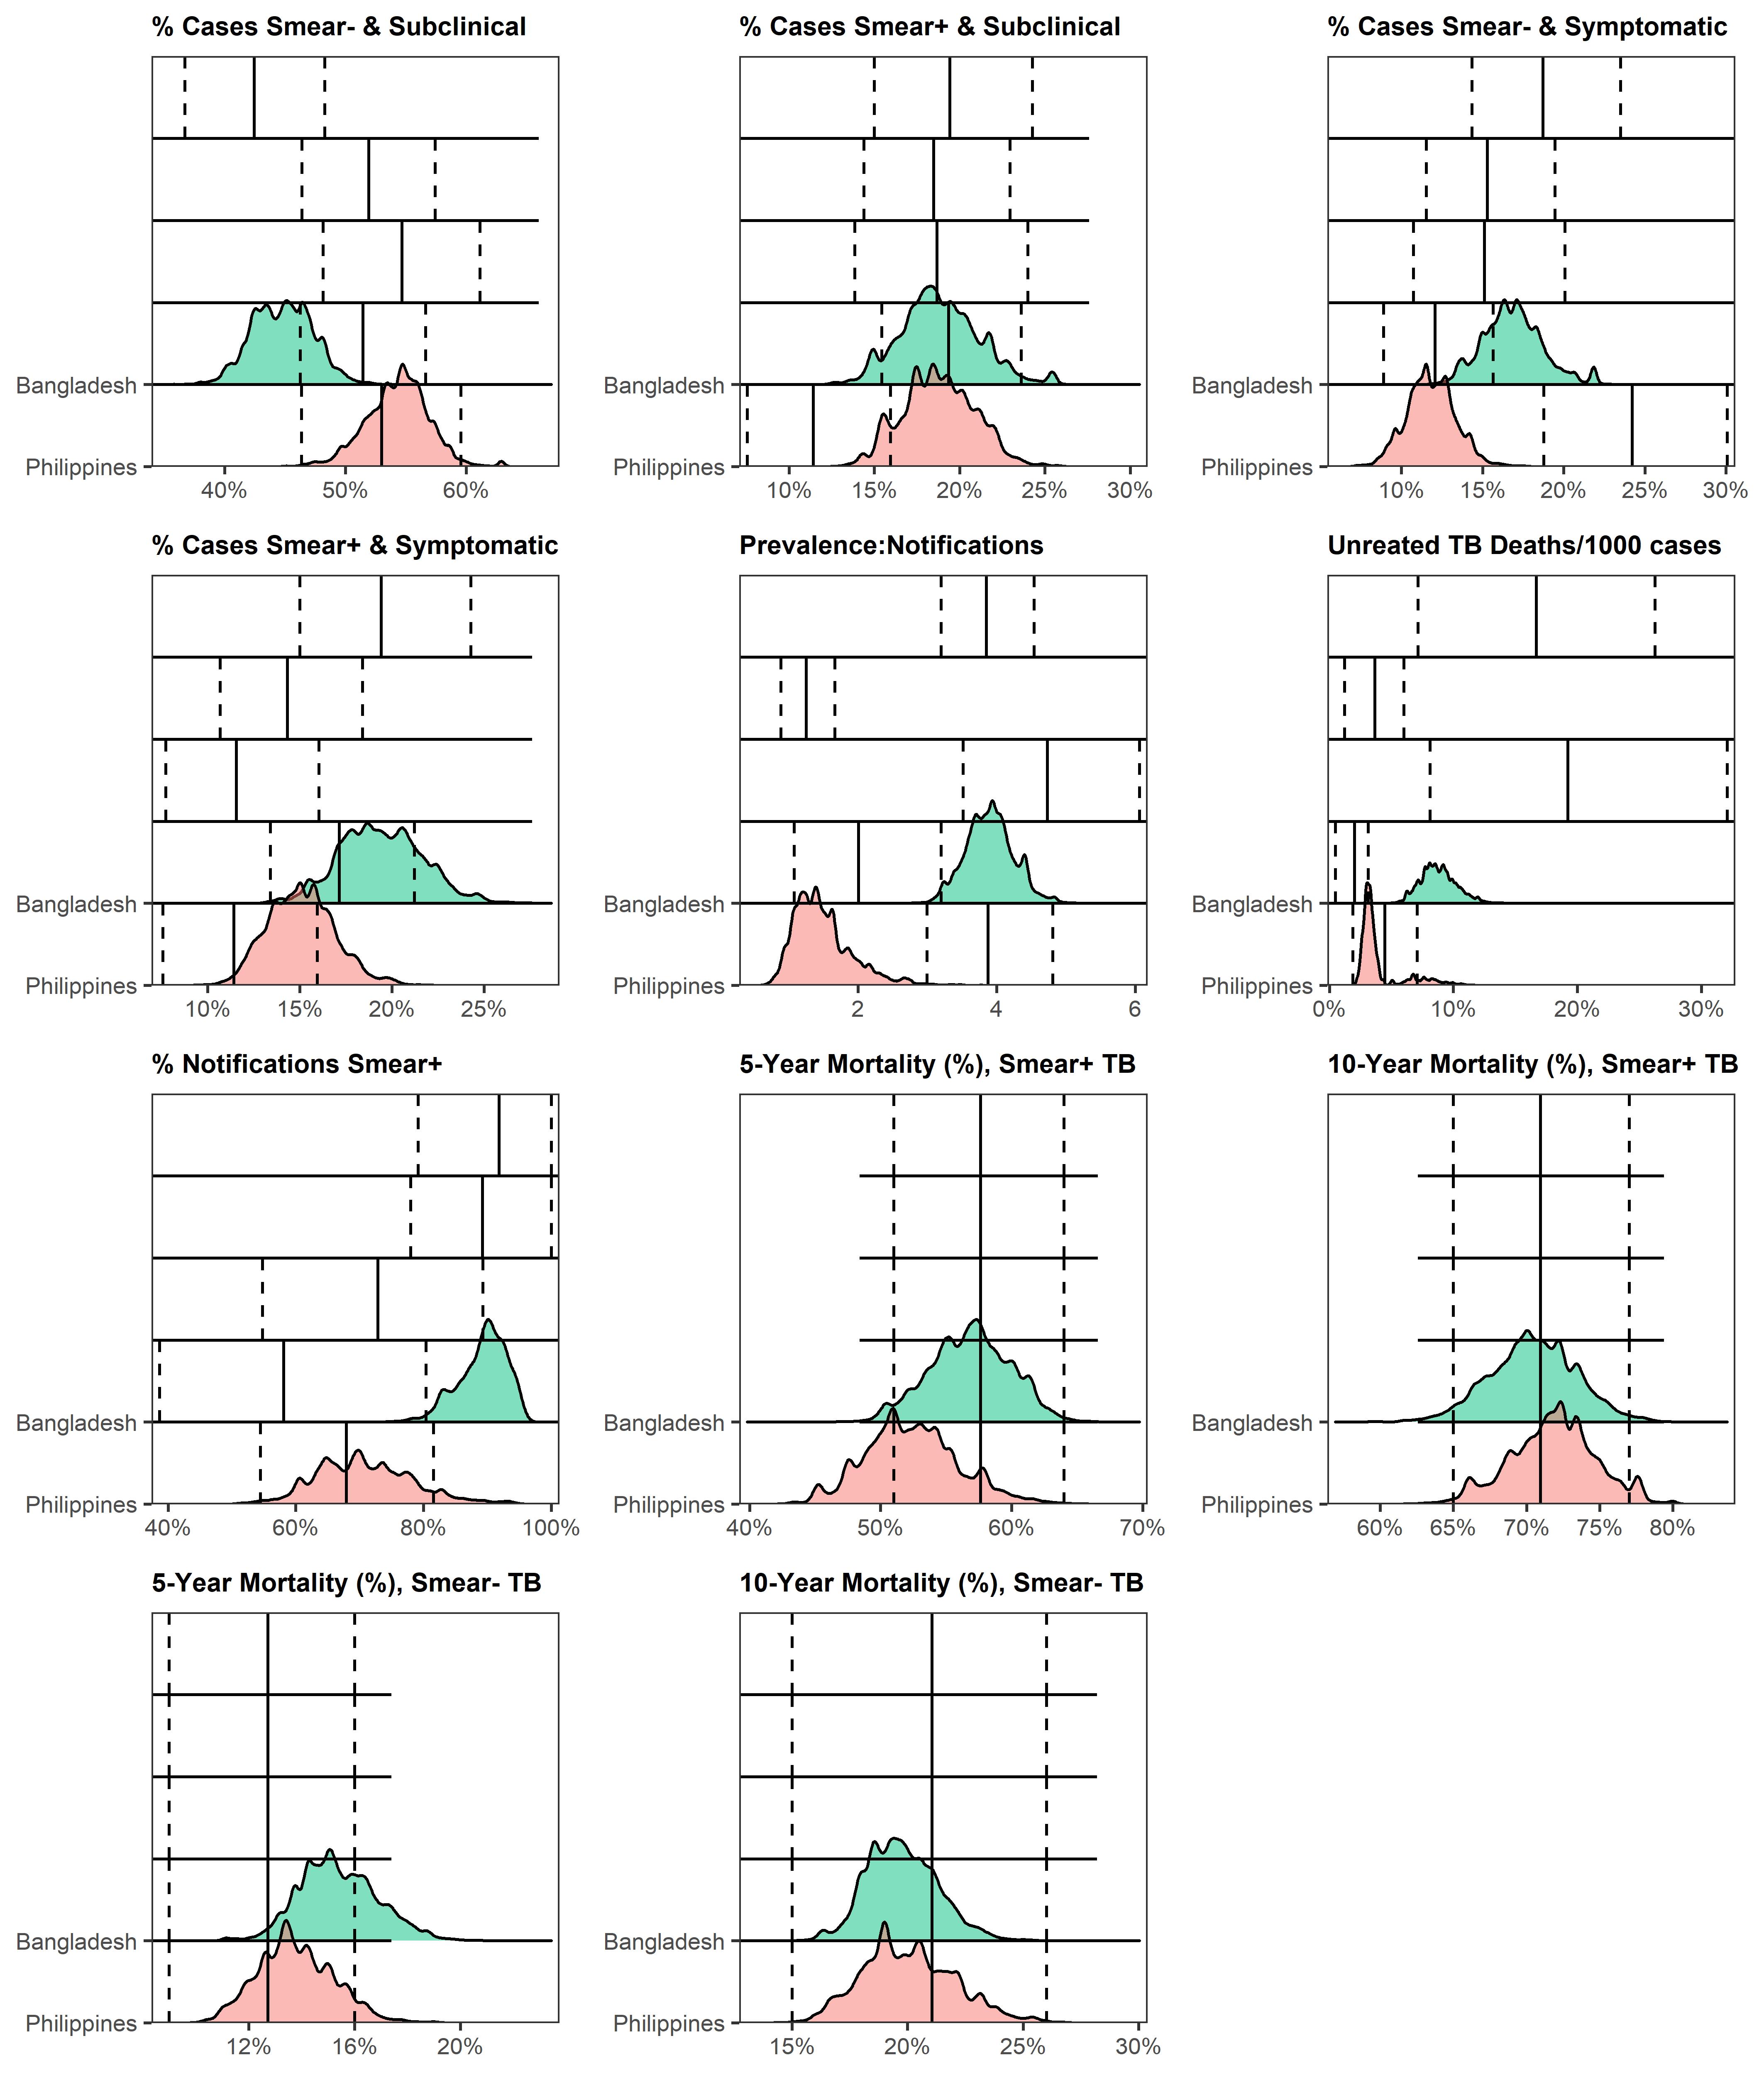 % Cases Smear- & Subclinical
% Cases Smear+ & Subclinical
% Cases Smear- & Symptomatic
Bangladesh
Bangladesh
Bangladesh
Philippines
Philippines
Philippines
40% 50% 60%
10% 15% 20% 25% 30%
10% 15% 20% 25% 30%
% Cases Smear+ & Symptomatic
Prevalence:Notifications
Unreated TB Deaths/1000 cases
Bangladesh
Bangladesh
Bangladesh
Philippines
Philippines
Philippines
10% 15% 20% 25%
2 4 6
0% 10% 20% 30%
% Notifications Smear+
5-Year Mortality (%), Smear+ TB
10-Year Mortality (%), Smear+ TB
Bangladesh
Bangladesh
Bangladesh
Philippines
Philippines
Philippines
40% 60% 80% 100%
40% 50% 60% 70%
60% 65% 70% 75% 80%
5-Year Mortality (%), Smear- TB
10-Year Mortality (%), Smear- TB
Bangladesh
Bangladesh
Philippines
Philippines
12% 16% 20%
15% 20% 25% 30%